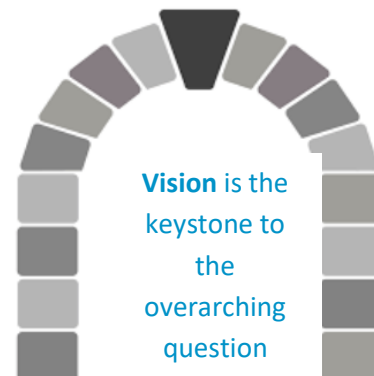 Vision is the
keystone to
the
overarching
question